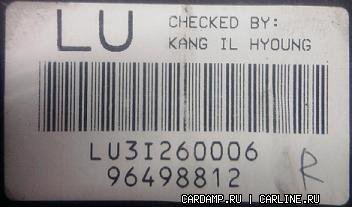 LU
CHECKED BY:
KANG IL HYOUNG
LU3I260006
96498812
R
CARDAMP.RU | CARLINE.RU